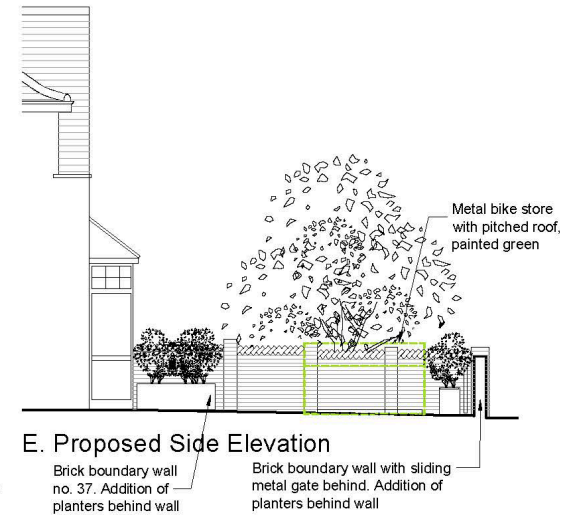 Metal bike store
with pitched roof,
painted green
E. Proposed Side Elevation
Brick boundary wall
no. 37. Addition of
planters behind wall
Brick boundary wall with sliding
metal gate behind. Addition of
planters behind wall